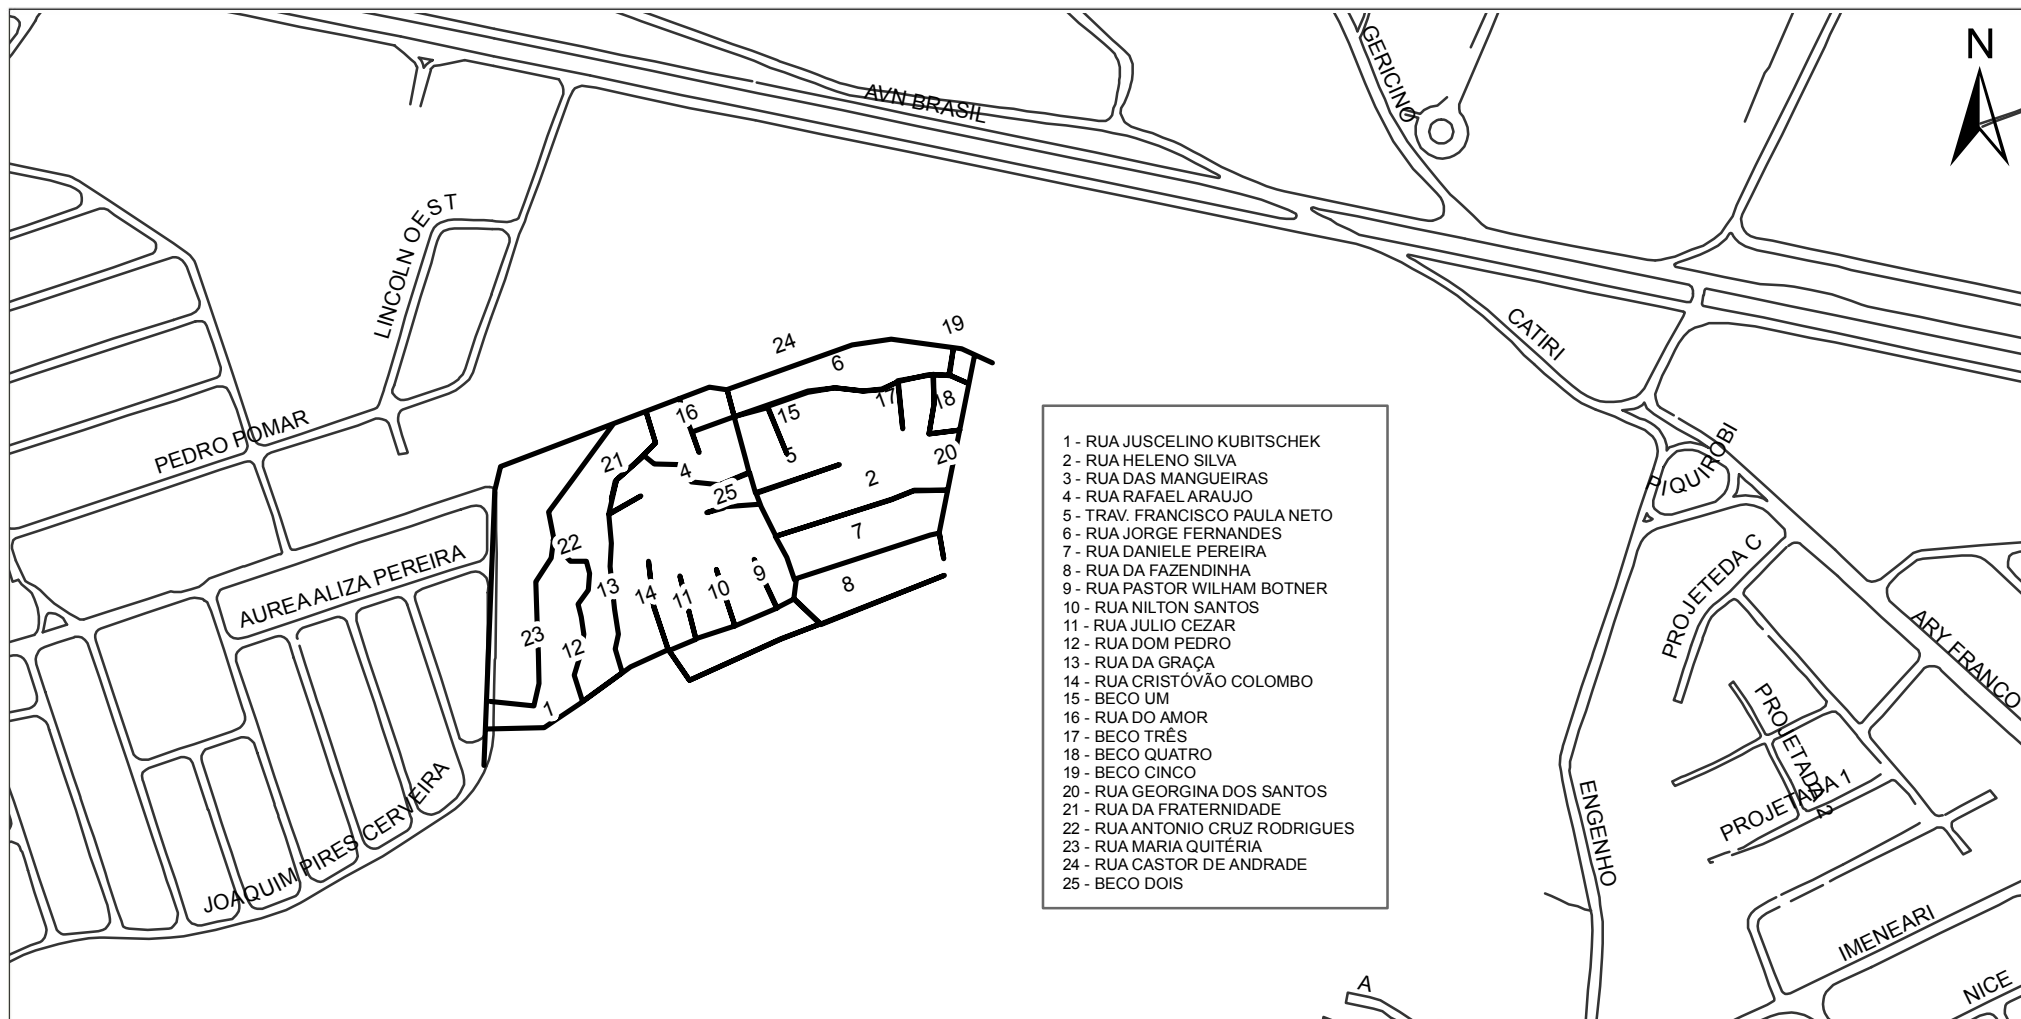 N
GERICINO
AVN BRASIL
LINCOLN OEST
CATIRI
PEDRO POMAR
P/QUIROBI
AUREA ALIZA PEREIRA
PROJETEDA C
ARY FRANCO
PROJETADA 2
PROJETADA 1
JOAQUIM PIRES CERVEIRA
ENGENHO
IMENEARI
NICE
A
19
24
6
16
15
17
18
21
4
5
20
25
2
22
7
13
14
11
10
9
8
23
12
1
1 - RUA JUSCELINO KUBITSCHEK
2 - RUA HELENO SILVA
3 - RUA DAS MANGUEIRAS
4 - RUA RAFAEL ARAUJO
5 - TRAV. FRANCISCO PAULA NETO
6 - RUA JORGE FERNANDES
7 - RUA DANIELE PEREIRA
8 - RUA DA FAZENDINHA
9 - RUA PASTOR WILHAM BOTNER
10 - RUA NILTON SANTOS
11 - RUA JULIO CEZAR
12 - RUA DOM PEDRO
13 - RUA DA GRAÇA
14 - RUA CRISTÓVÃO COLOMBO
15 - BECO UM
16 - RUA DO AMOR
17 - BECO TRÊS
18 - BECO QUATRO
19 - BECO CINCO
20 - RUA GEORGINA DOS SANTOS
21 - RUA DA FRATERNIDADE
22 - RUA ANTONIO CRUZ RODRIGUES
23 - RUA MARIA QUITÉRIA
24 - RUA CASTOR DE ANDRADE
25 - BECO DOIS